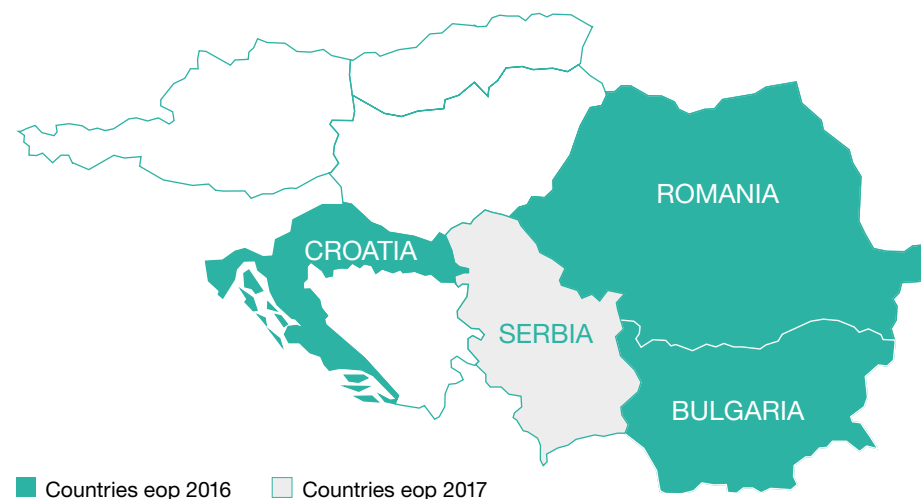 ROMANIA
CROATIA
SERBIA
BULGARIA
Countries eop 2016
Countries eop 2017